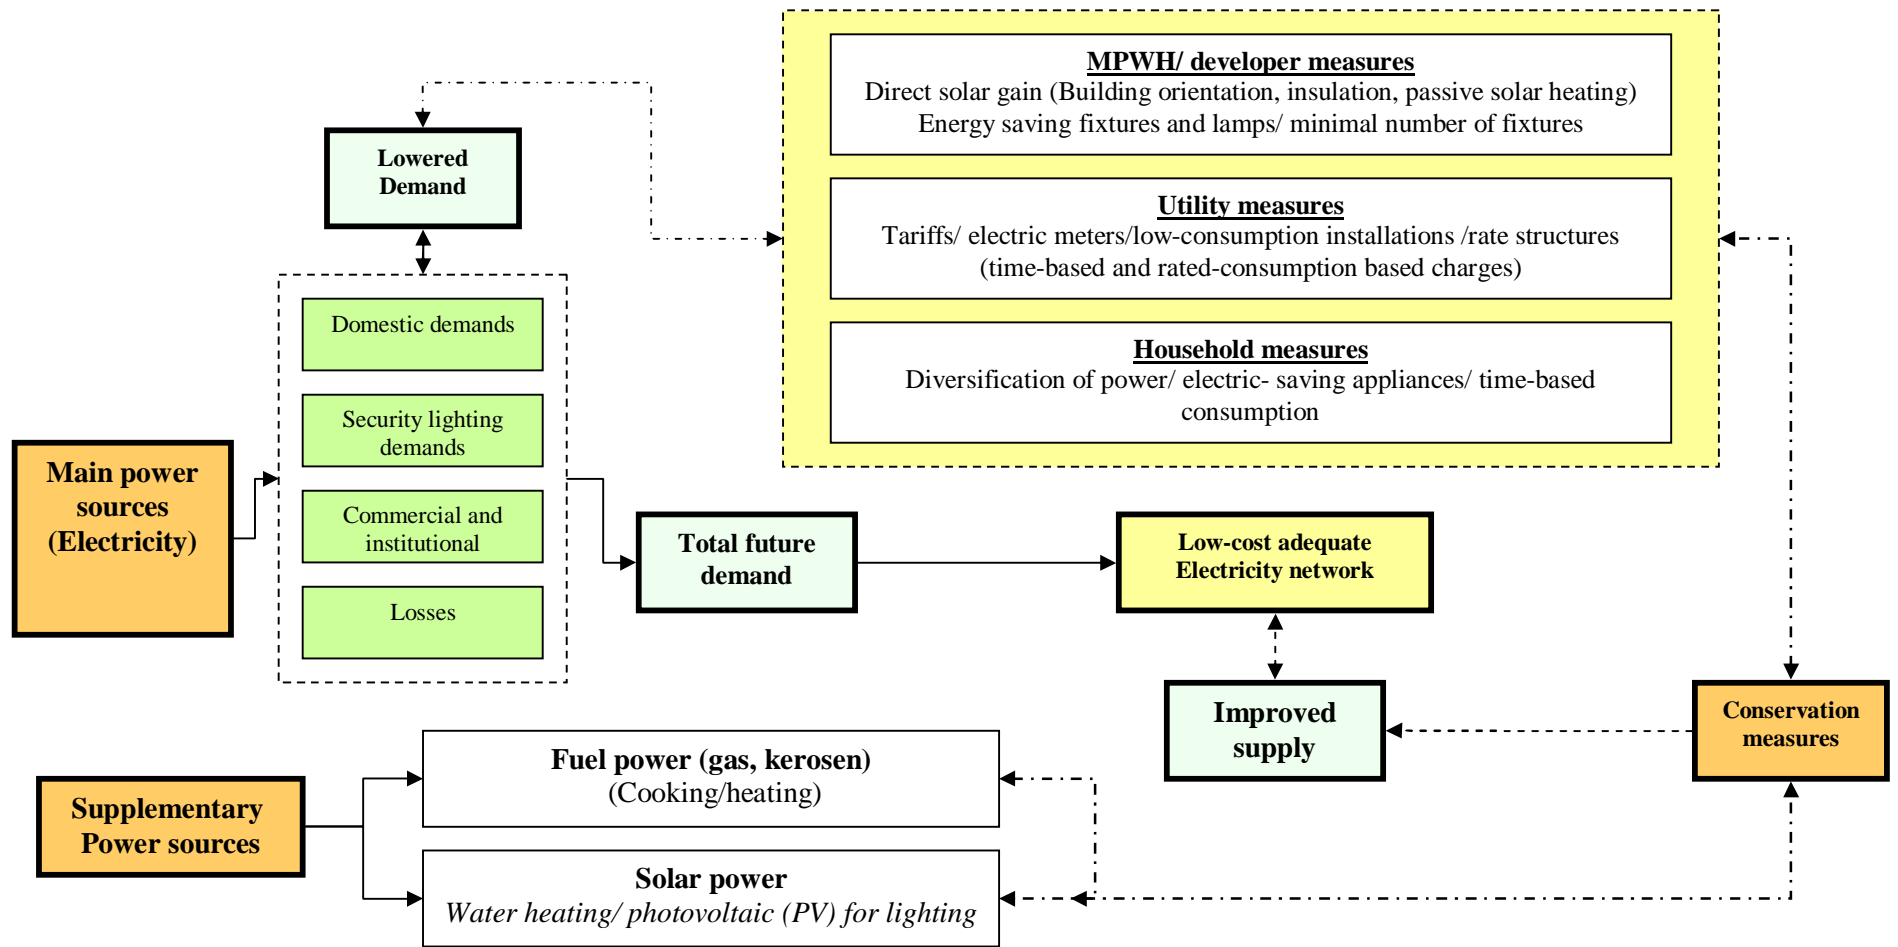 MPWH/ developer measures
Direct solar gain (Building orientation, insulation, passive solar heating)
Energy saving fixtures and lamps/ minimal number of fixtures
Lowered
Demand
Utility measures
Tariffs/ electric meters/low-consumption installations /rate structures
(time-based and rated-consumption based charges)
Domestic demands
Household measures
Diversification of power/ electric- saving appliances/ time-based
consumption
Security lighting
demands
Main power
sources
(Electricity)
Commercial and
institutional
Total future
demand
Low-cost adequate
Electricity network
Losses
Improved
supply
Conservation
measures
Fuel power (gas, kerosen)
(Cooking/heating)
Supplementary
Power sources
Solar power
Water heating/ photovoltaic (PV) for lighting